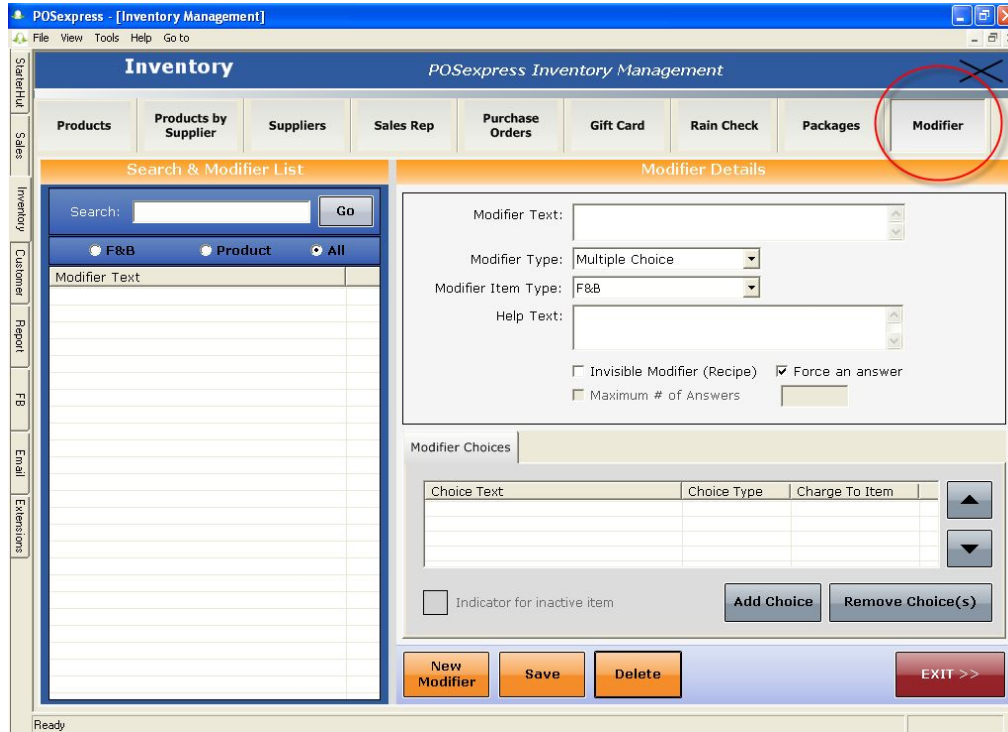 POSexpress - [Inventory Management]
File View Tools Help Go to
StarterHut
Sales
Inventory
Customer
Report
FB
Email
Extensions
Inventory
POSexpress Inventory Management
Products
Products by
Supplier
Suppliers
Sales Rep
Purchase
Orders
Gift Card
Rain Check
Packages
Modifier
Search & Modifier List
Search:
Go
F&B Product All
Modifier Text
Modifier Details
Modifier Text:
Modifier Type: Multiple Choice
Modifier Item Type: F&B
Help Text:
Invisible Modifier (Recipe) Force an answer
Maximum # of Answers
Modifier Choices
Choice Text Choice Type Charge To Item
Indicator for inactive item
Add Choice
Remove Choice(s)
New
Modifier
Save
Delete
EXIT >>
Ready